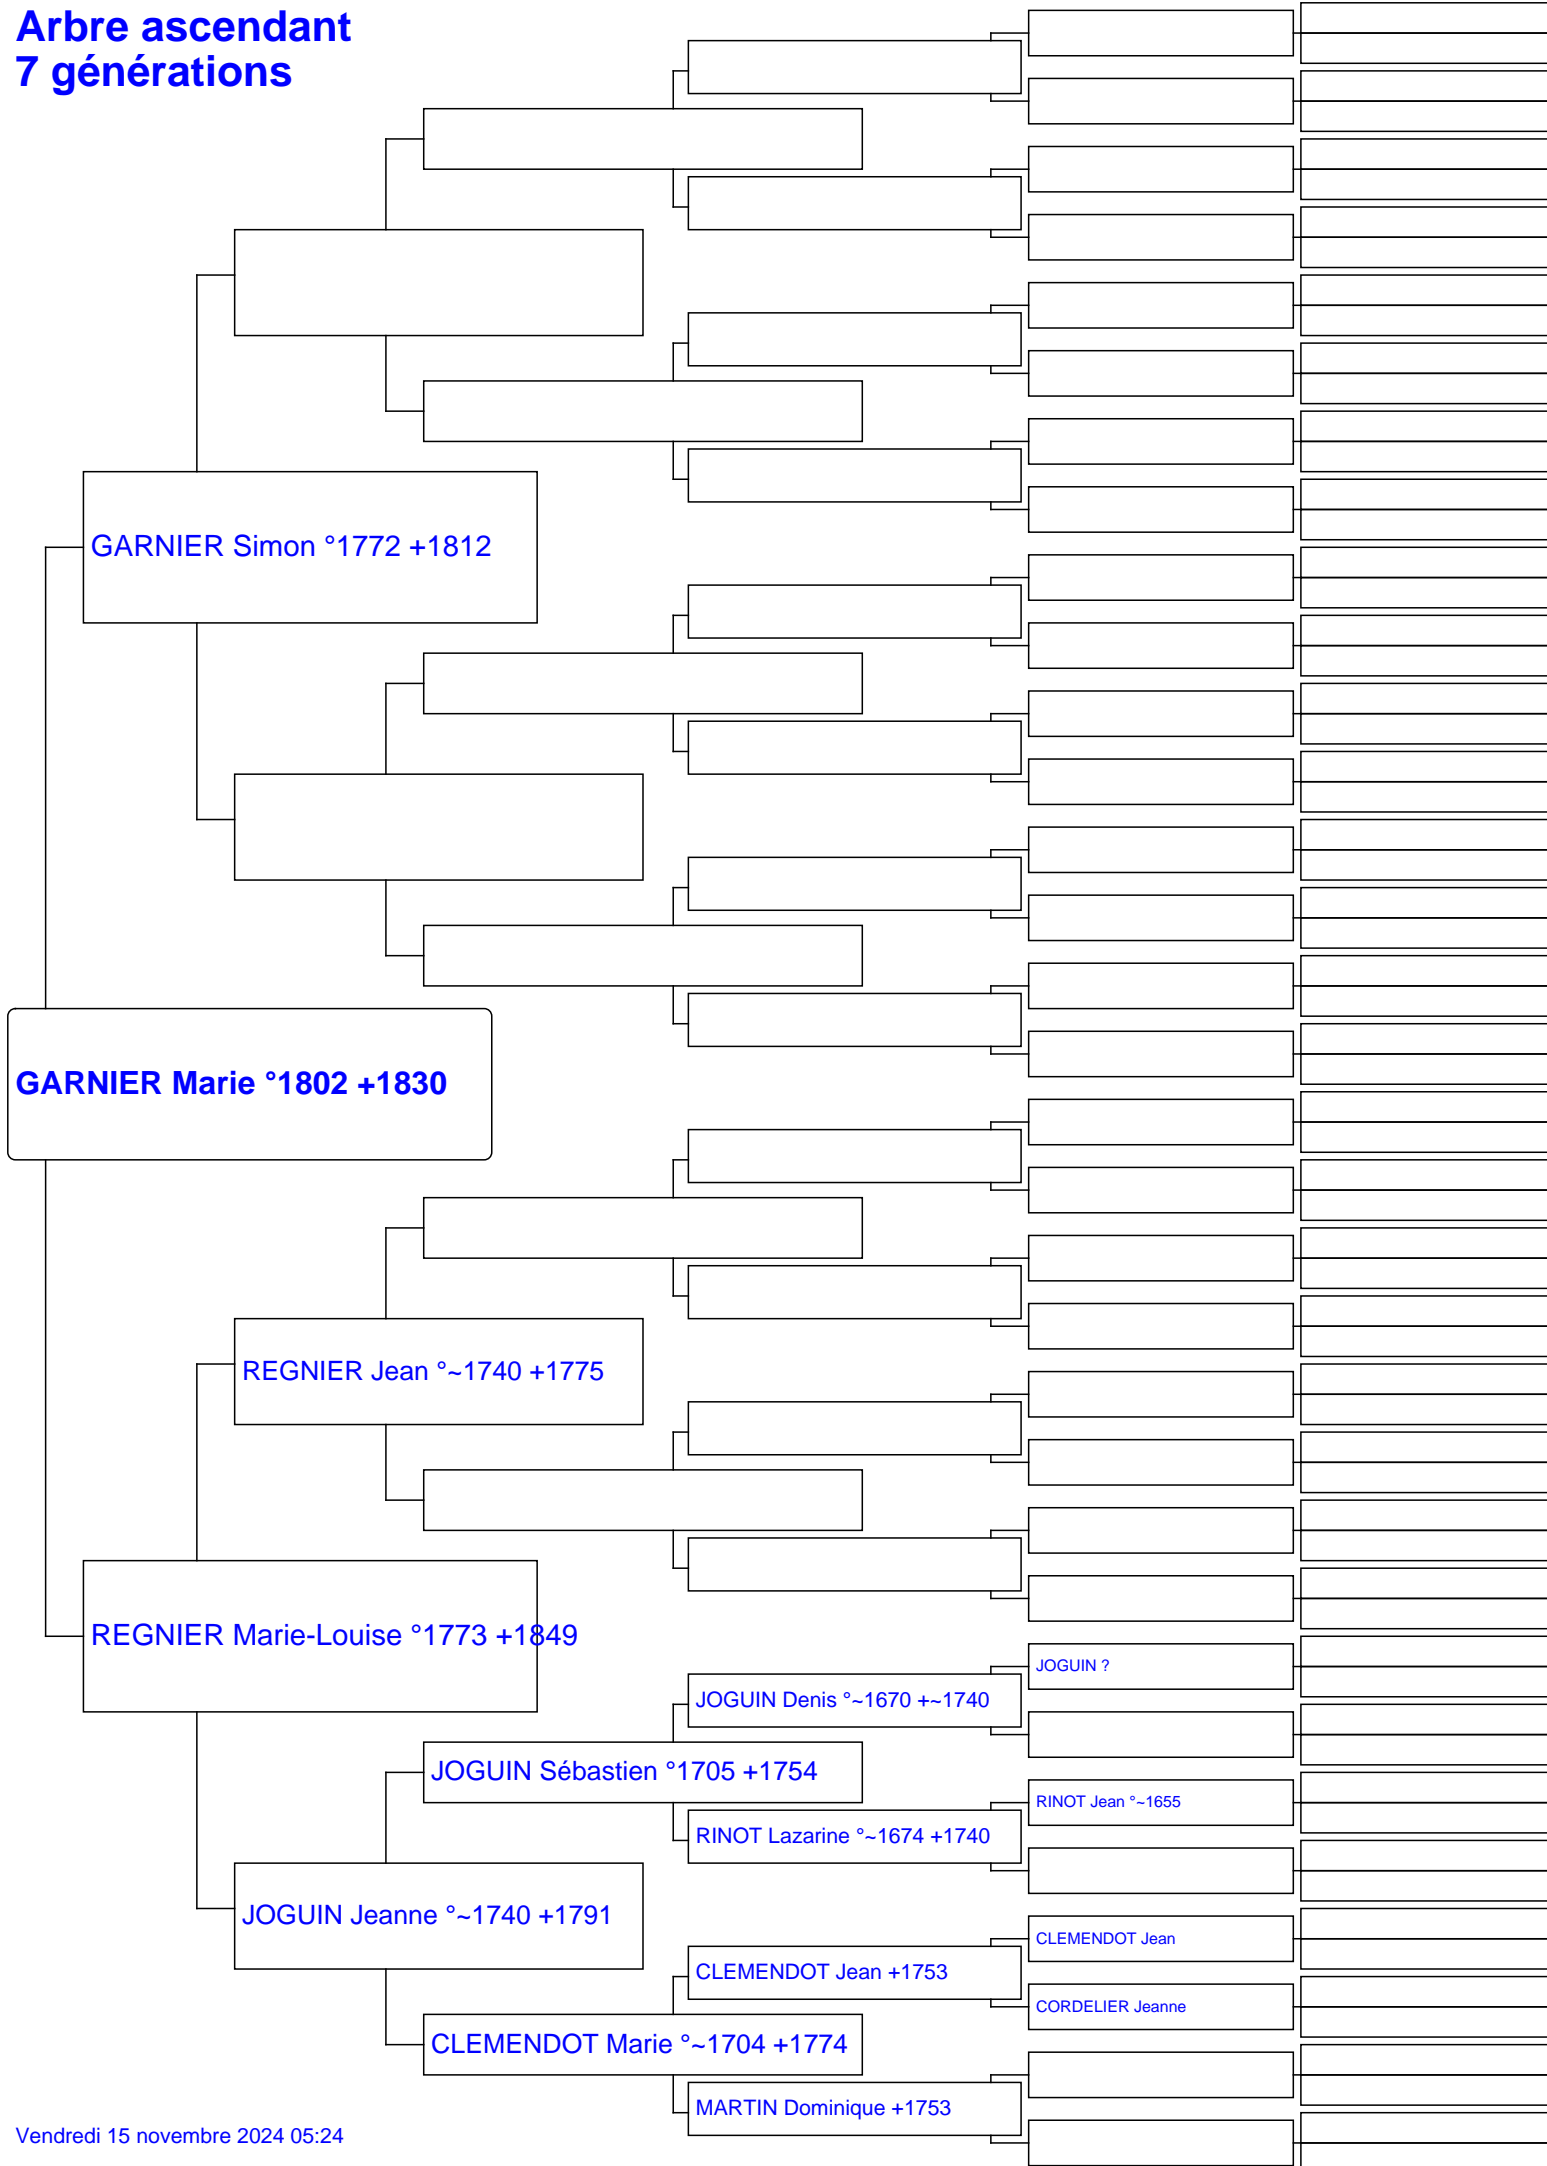 Arbre ascendant
7 générations
GARNIER Simon °1772 +1812
GARNIER Marie °1802 +1830
REGNIER Jean °~1740 +1775
REGNIER Marie-Louise °1773 +1849
JOGUIN ?
JOGUIN Denis °~1670 +~1740
JOGUIN Sébastien °1705 +1754
RINOT Jean °~1655
RINOT Lazarine °~1674 +1740
JOGUIN Jeanne °~1740 +1791
CLEMENDOT Jean
CLEMENDOT Jean +1753
CORDELIER Jeanne
CLEMENDOT Marie °~1704 +1774
MARTIN Dominique +1753
Vendredi 15 novembre 2024 05:24